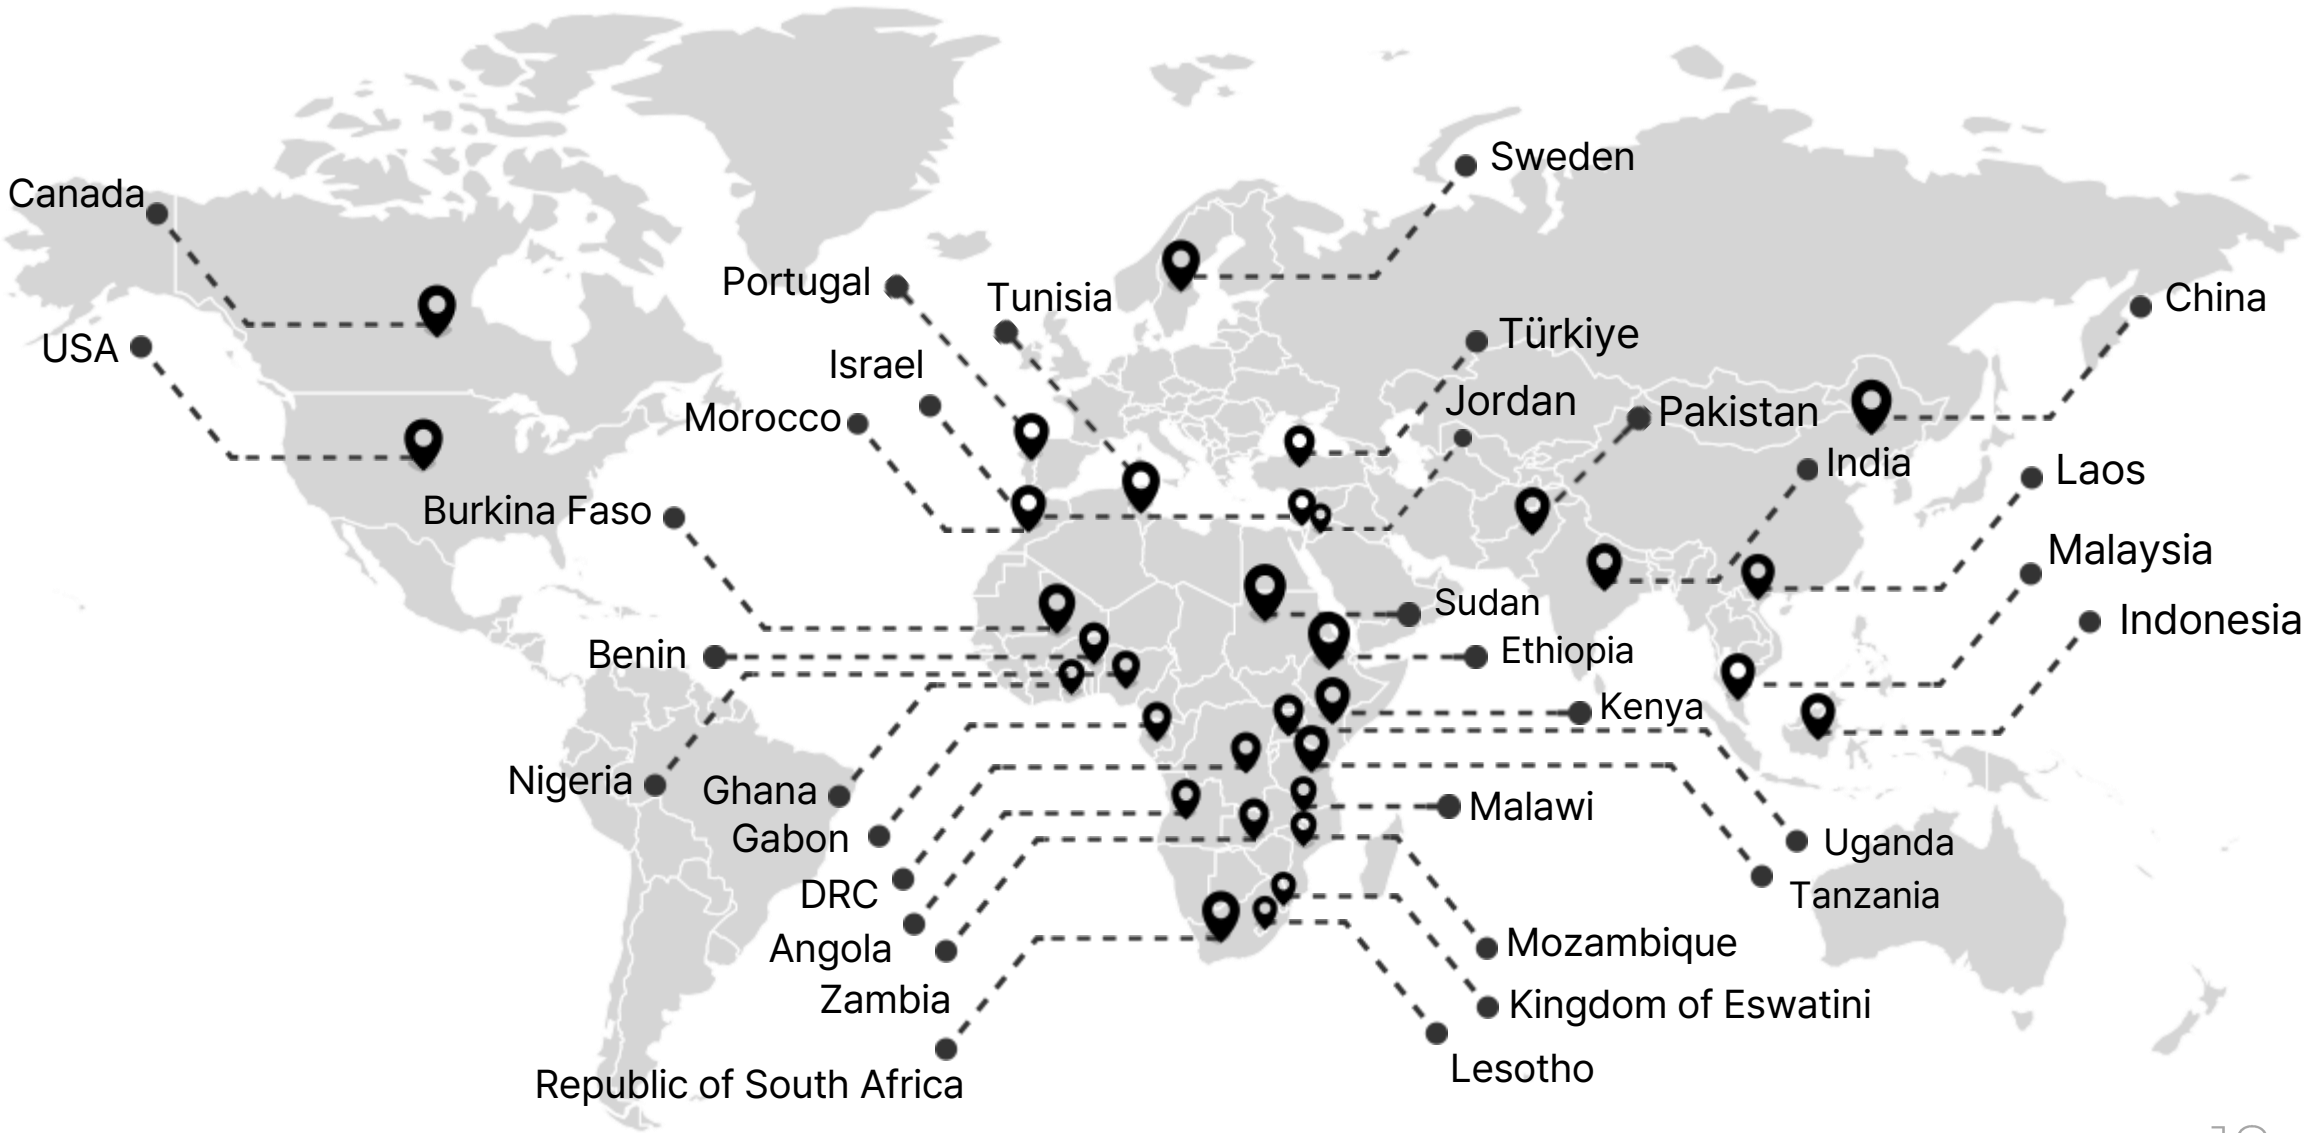 Sweden
Canada
Portugal
Tunisia
China
USA
Türkiye
Israel
Jordan
Pakistan
Morocco
India
Laos
Burkina Faso
Malaysia
Sudan
Indonesia
Benin
Ethiopia
Kenya
Nigeria
Ghana
Malawi
Gabon
Uganda
DRC
Tanzania
Angola
Mozambique
Zambia
Kingdom of Eswatini
Lesotho
Republic of South Africa